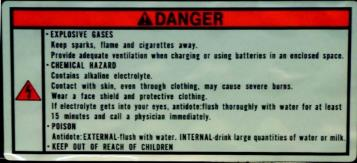 DANGER
• EXPLOSIVE GASES
Keep sparks, flame and cigarettes away.
Provide adequate ventilation when charging or using batteries in an enclosed space.
• CHEMICAL HAZARD
Contains alkaline electrolyte.
Contact with skin, even through clothing, may cause severe burns.
Wear a face shield and protective clothing.
If electrolyte gets into your eyes, antidote:flush thoroughly with water for at least
15 minutes and call a physician immediately.
• POISON
Antidote:EXTERNAL-flush with water. INTERNAL-drink large quantities of water or milk.
• KEEP OUT OF REACH OF CHILDREN